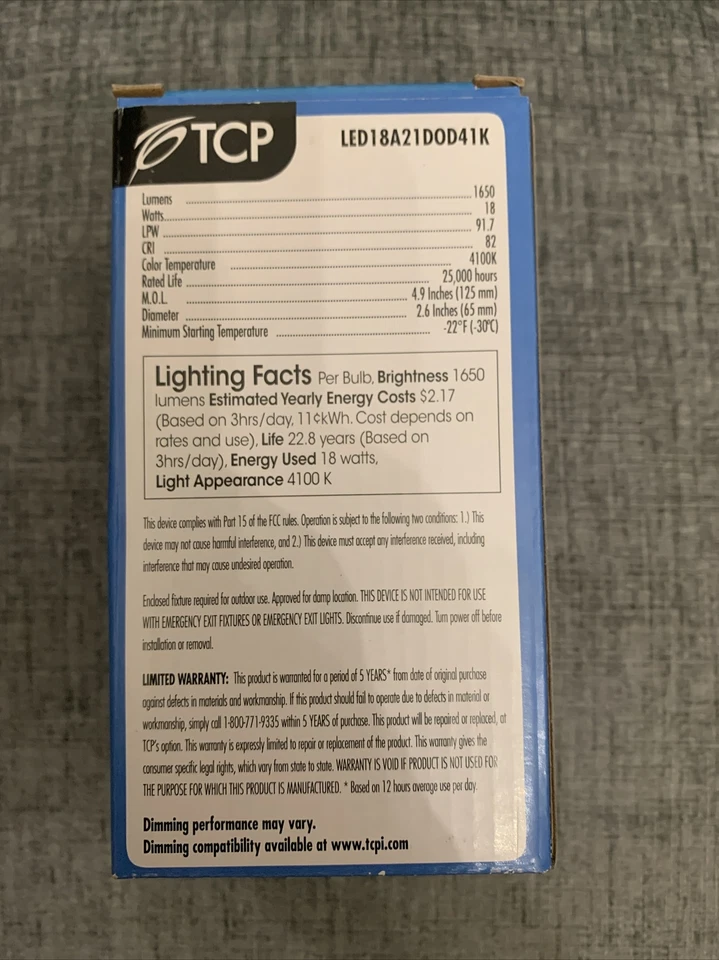 TCP
LED18A21DOD41K
Lumens 1650
Watts 18
LPW 91.7
CRI 82
Color Temperature 4100K
Rated Life 25,000 hours
M.O.L. 4.9 Inches (125 mm)
Diameter 2.6 Inches (65 mm)
Minimum Starting Temperature -22°F (-30°C)
Lighting Facts Per Bulb, Brightness 1650
lumens Estimated Yearly Energy Costs $2.17
(Based on 3hrs/day, 11¢kWh. Cost depends on
rates and use), Life 22.8 years (Based on
3hrs/day), Energy Used 18 watts,
Light Appearance 4100 K
This device complies with Part 15 of the FCC rules. Operation is subject to the following two conditions: 1.) This
device may not cause harmful interference, and 2.) This device must accept any interference received, including
interference that may cause undesired operation.
Enclosed fixture required for outdoor use. Approved for damp location. THIS DEVICE IS NOT INTENDED FOR USE
WITH EMERGENCY EXIT FIXTURES OR EMERGENCY EXIT LIGHTS. Discontinue use if damaged. Turn power off before
installation or removal.
LIMITED WARRANTY: This product is warranted for a period of 5 YEARS* from date of original purchase
against defects in materials and workmanship. If this product should fail to operate due to defects in material or
workmanship, simply call 1-800-771-9335 within 5 YEARS of purchase. This product will be repaired or replaced, at
TCP's option. This warranty is expressly limited to repair or replacement of the product. This warranty gives the
consumer specific legal rights, which vary from state to state. WARRANTY IS VOID IF PRODUCT IS NOT USED FOR
THE PURPOSE FOR WHICH THIS PRODUCT IS MANUFACTURED. * Based on 12 hours average use per day.
Dimming performance may vary.
Dimming compatibility available at www.tcpi.com